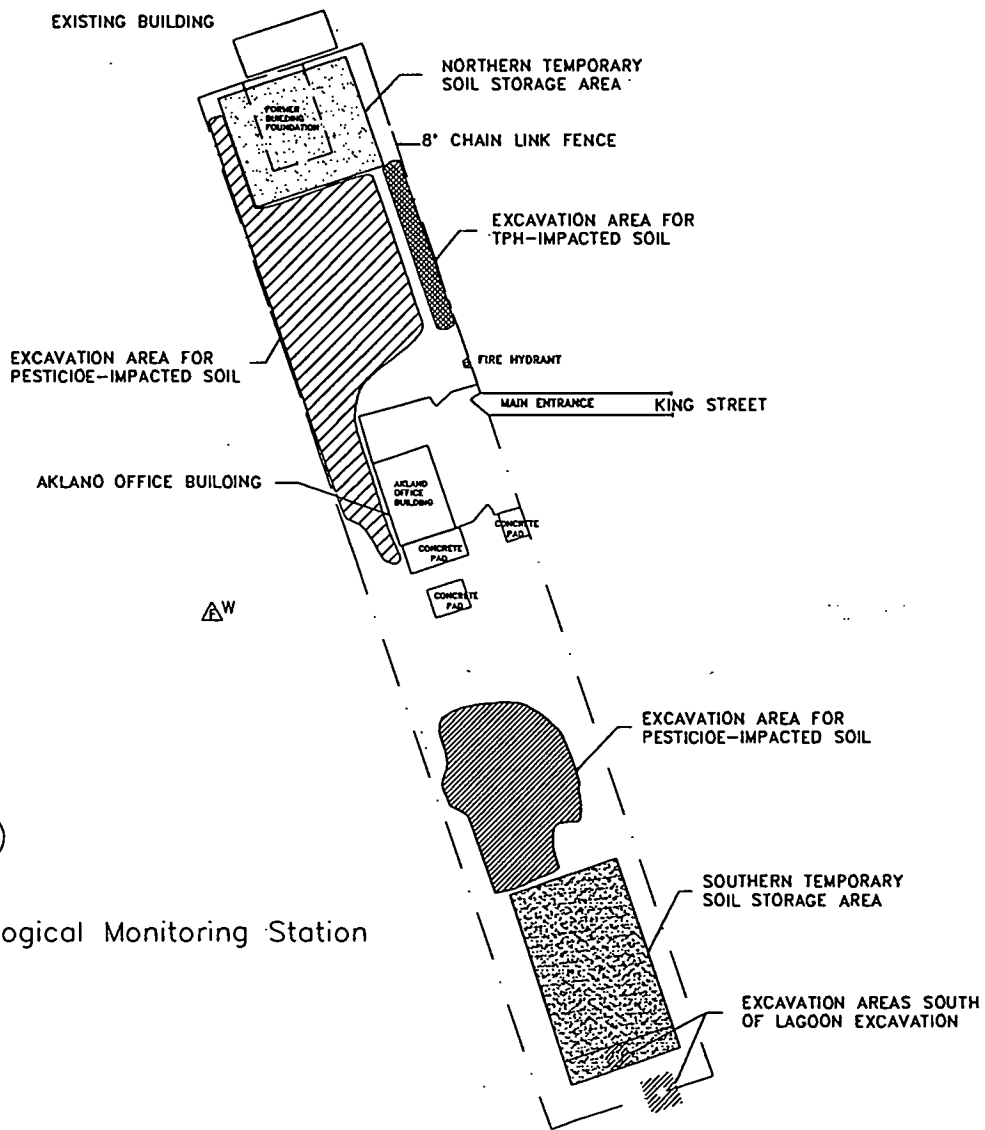 EXISTING BUILDING
NORTHERN TEMPORARY
SOIL STORAGE AREA
FORMER
BUILDING
FOUNDATION
8' CHAIN LINK FENCE
EXCAVATION AREA FOR
TPH-IMPACTED SOIL
EXCAVATION AREA FOR
PESTICIOE-IMPACTED SOIL
FIRE HYDRANT
MAIN ENTRANCE
KING STREET
AKLANO OFFICE BUILOING
AKLAND
OFFICE
BUILDING
CONCRETE
PAD
CONCRETE
PAD
CONCRETE
PAD
F W
EXCAVATION AREA FOR
PESTICIOE-IMPACTED SOIL
SOUTHERN TEMPORARY
SOIL STORAGE AREA
ogical Monitoring Station
EXCAVATION AREAS SOUTH
OF LAGOON EXCAVATION